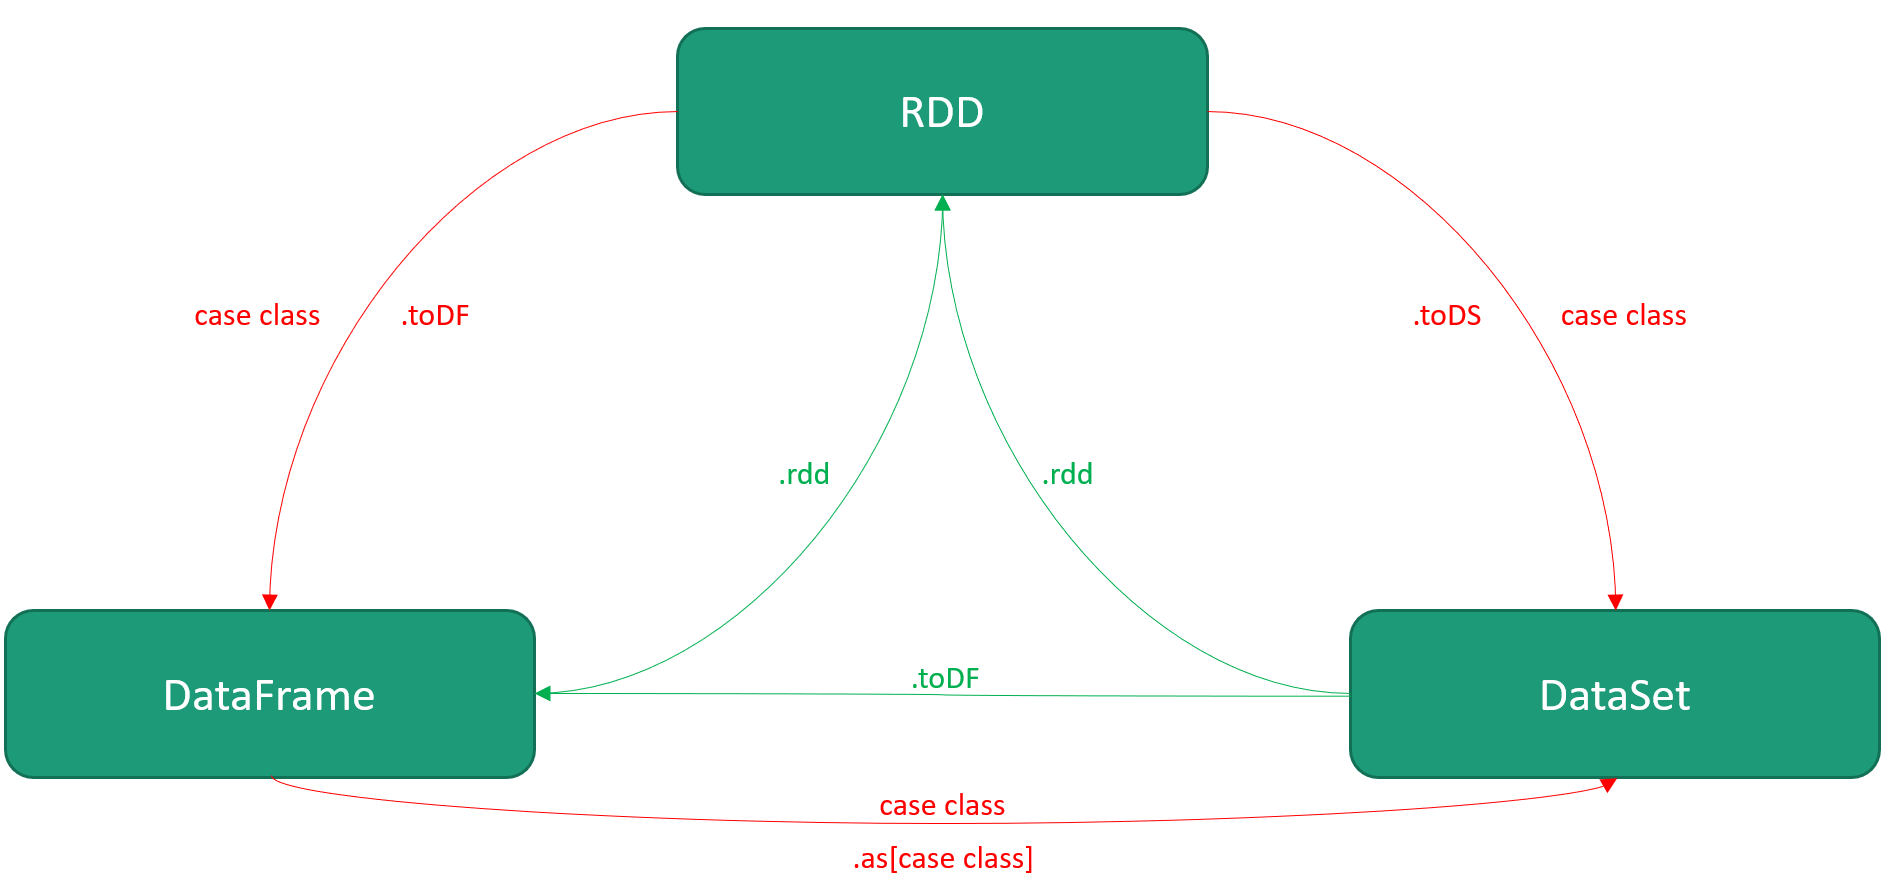 RDD
case class
.toDF
.toDS
case class
.rdd
.rdd
.toDF
DataFrame
DataSet
case class
.as[case class]